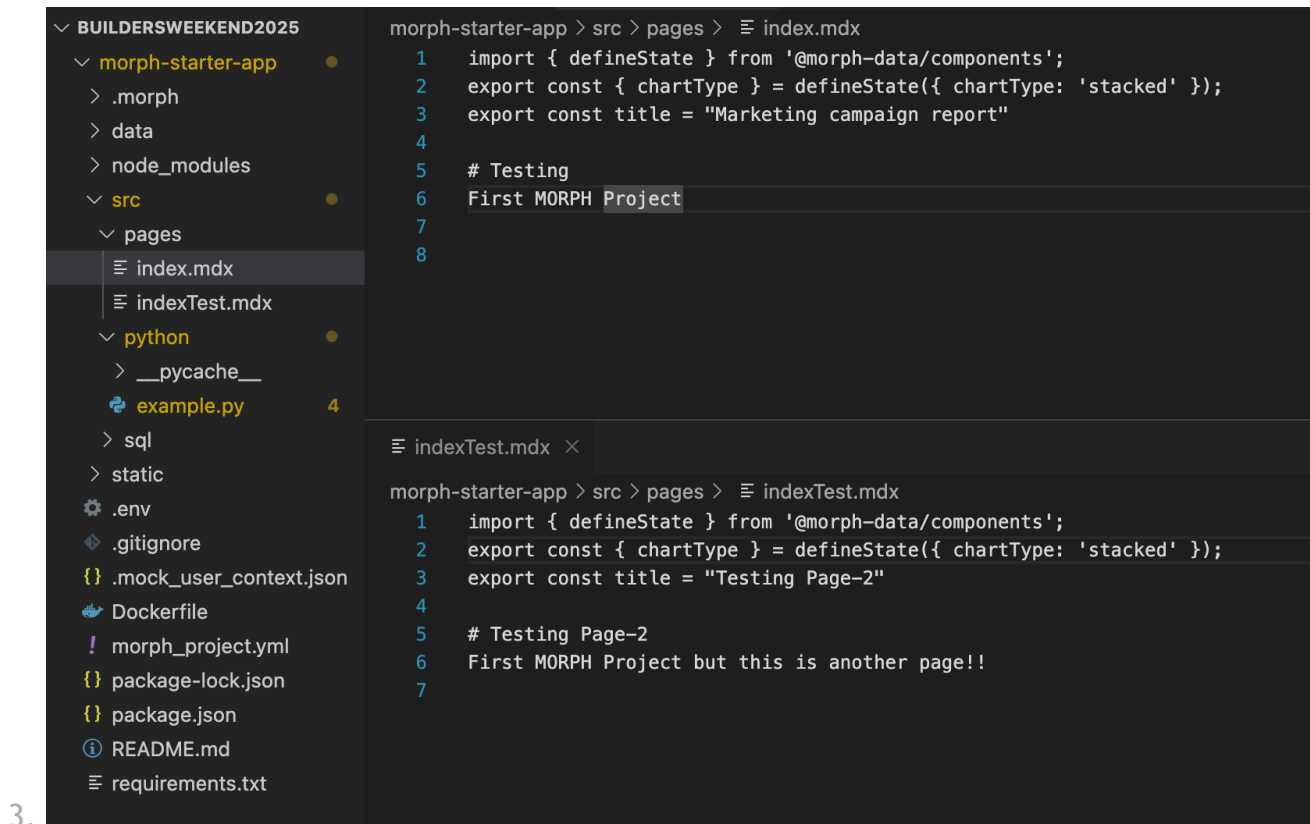 BUILDERSWEEKEND2025
morph-starter-app
.morph
data
node_modules
src
pages
index.mdx
indexTest.mdx
python
__pycache__
example.py 4
sql
static
.env
.gitignore
.mock_user_context.json
Dockerfile
morph_project.yml
package-lock.json
package.json
README.md
requirements.txt
morph-starter-app > src > pages > index.mdx
1 import { defineState } from '@morph-data/components';
2 export const { chartType } = defineState({ chartType: 'stacked' });
3 export const title = "Marketing campaign report"
4
5 # Testing
6 First MORPH Project
7
8
indexTest.mdx
morph-starter-app > src > pages > indexTest.mdx
1 import { defineState } from '@morph-data/components';
2 export const { chartType } = defineState({ chartType: 'stacked' });
3 export const title = "Testing Page-2"
4
5 # Testing Page-2
6 First MORPH Project but this is another page!!
7
3.